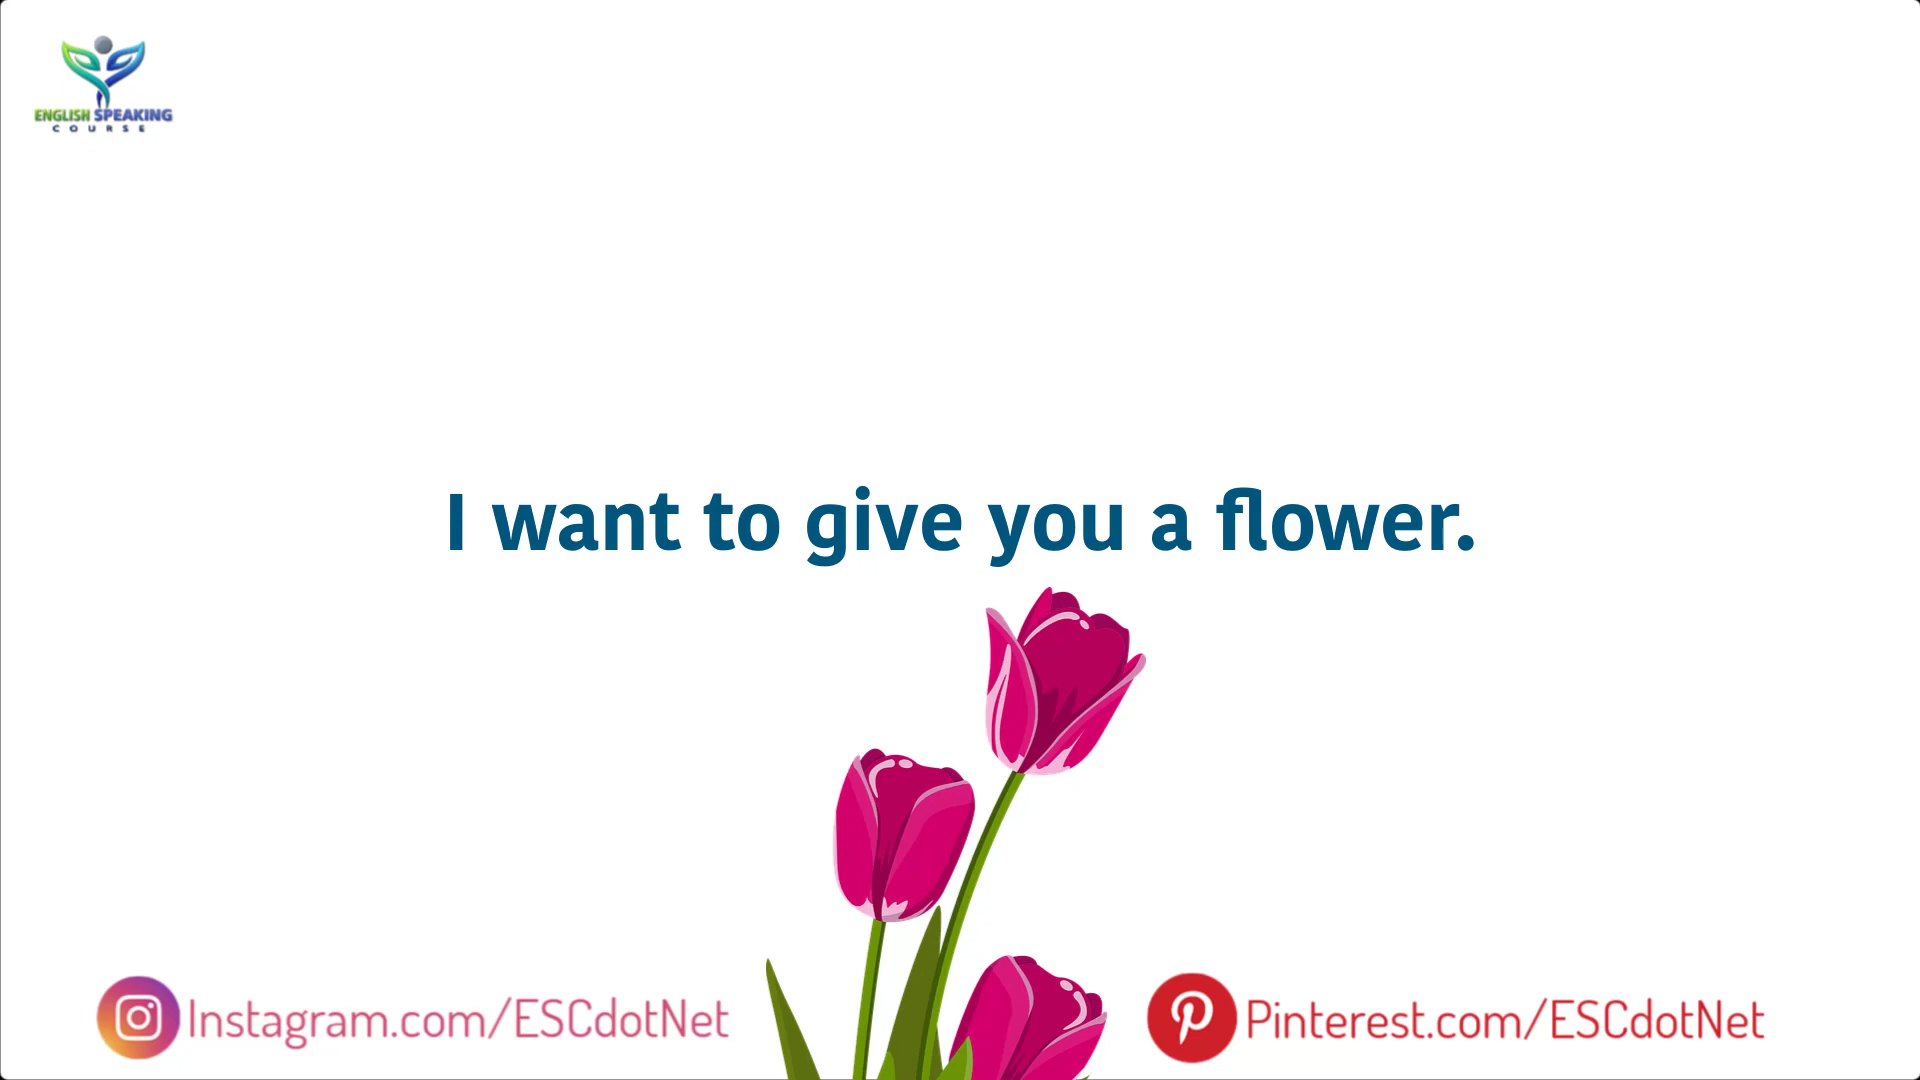 ENGLISH SPEAKING
COURSE
I want to give you a flower.
Instagram.com/ESCdotNet
Pinterest.com/ESCdotNet